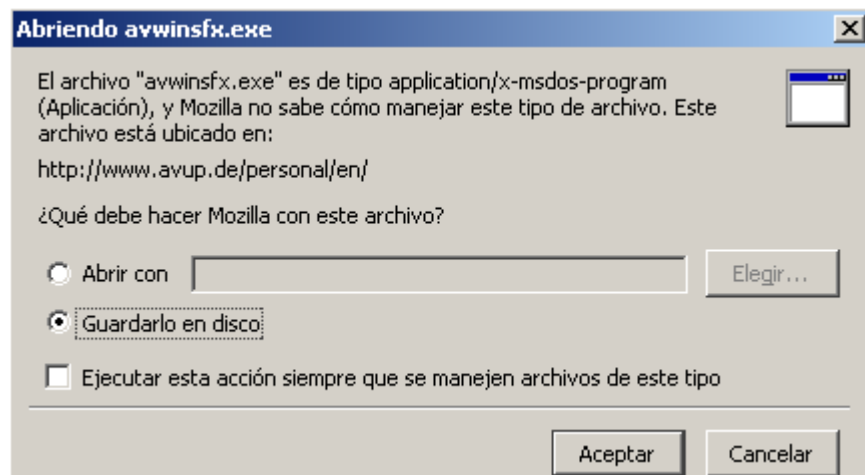 Abriendo avwinsfx.exe
El archivo "avwinsfx.exe" es de tipo application/x-msdos-program
(Aplicación), y Mozilla no sabe cómo manejar este tipo de archivo. Este
archivo está ubicado en:
http://www.avup.de/personal/en/
¿Qué debe hacer Mozilla con este archivo?
Abrir con
Elegir...
Guardarlo en disco
Ejecutar esta acción siempre que se manejen archivos de este tipo
Aceptar
Cancelar